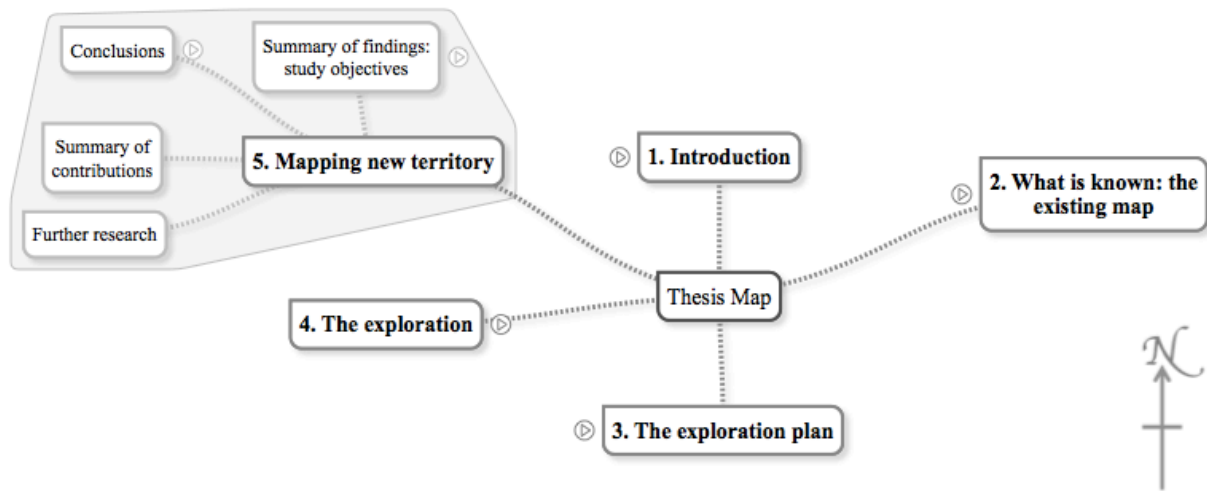 Conclusions
Summary of findings:
study objectives
Summary of
contributions
5. Mapping new territory
Further research
1. Introduction
2. What is known: the
existing map
Thesis Map
4. The exploration
3. The exploration plan
N